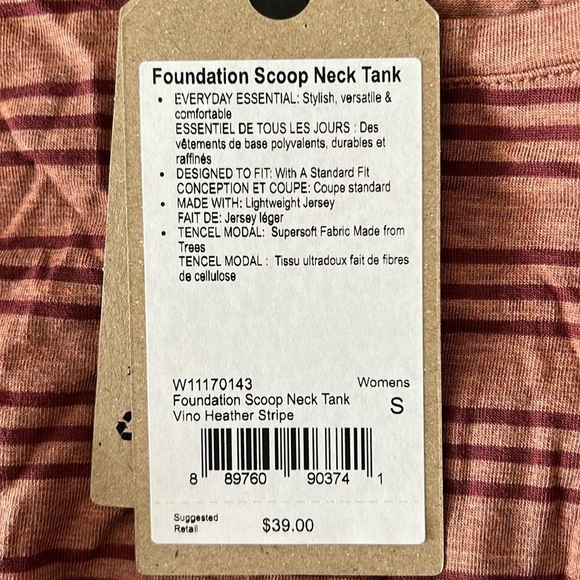 Foundation Scoop Neck Tank
• EVERYDAY ESSENTIAL: Stylish, versatile &
comfortable
ESSENTIEL DE TOUS LES JOURS : Des
vêtements de base polyvalents, durables et
raffinés
• DESIGNED TO FIT: With A Standard Fit
CONCEPTION ET COUPE: Coupe standard
• MADE WITH: Lightweight Jersey
FAIT DE: Jersey léger
• TENCEL MODAL: Supersoft Fabric Made from
Trees
TENCEL MODAL : Tissu ultradoux fait de fibres
de cellulose
W11170143 Womens
Foundation Scoop Neck Tank S
Vino Heather Stripe
8 89760 90374 1
Suggested
Retail $39.00